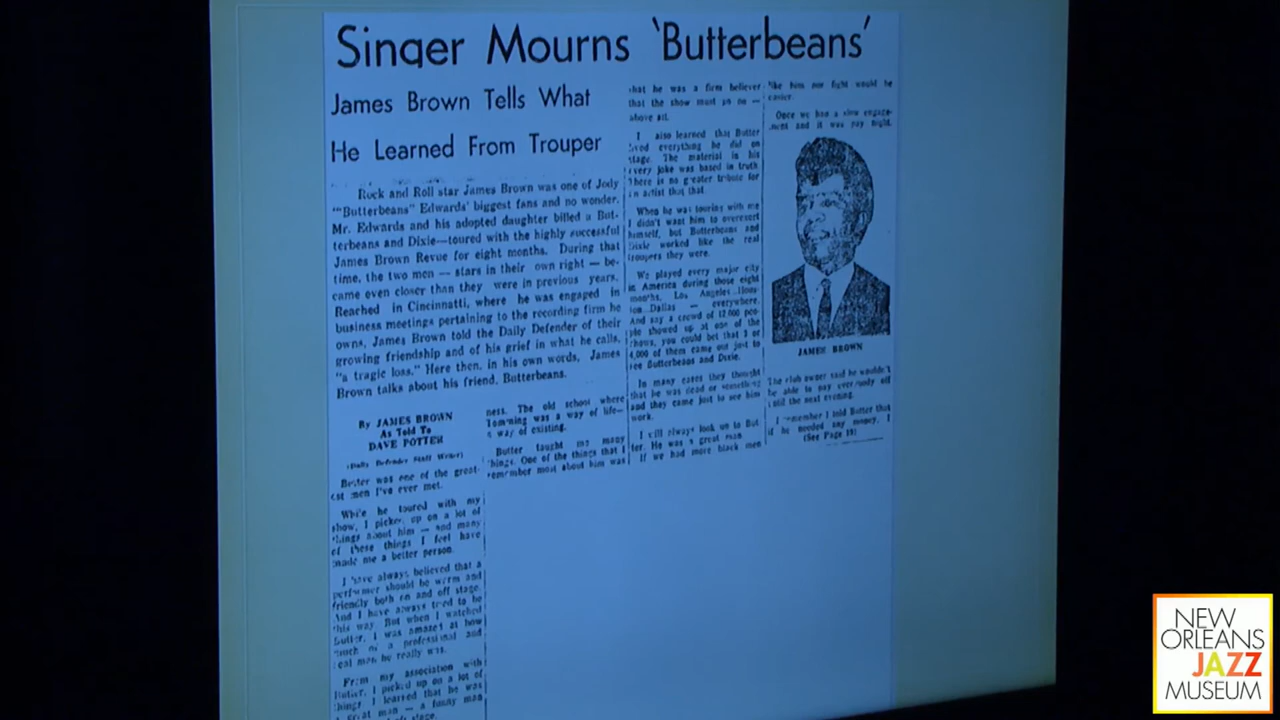 Singer Mourns 'Butterbeans'
James Brown Tells What
He Learned From Trouper
Rock and Roll star James Brown was one of Jody
"Butterbeans" Edwards' biggest fans and no wonder.
Mr. Edwards and his adopted daughter billed a But-
terbeans and Dixie—toured with the highly successful
James Brown Revue for eight months. During that
time, the two men — stars in their own right — be-
came even closer than they were in previous years.
Reached in Cincinnati, where he was engaged in
business meetings pertaining to the recording firm he
owns, James Brown told the Daily Defender of their
growing friendship and of his grief in what he calls,
"a tragic loss." Here then, in his own words, James
Brown talks about his friend, Butterbeans.
By JAMES BROWN
As Told To
DAVE POTTER
(Daily Defender Staff Writer)
Butter was one of the great-
est men I've ever met.
While he toured with my
show, I picked up on a lot of
things about him — and many
of these things I feel have
made me a better person.
I have always believed that a
performer should be warm and
friendly both on and off stage.
And I have always tried to be
this way. But when I watched
Butter, I was amazed at how
much of a professional and
real man he really was.
From my association with
Butter, I picked up on a lot of
things. I learned that he was
a great man — a funny man
ness. The old school where
Tomming was a way of life—
a way of existing.
Butter taught me many
things. One of the things that I
remember most about him was
that he was a firm believer
that the show must go on —
above all.
I also learned that Butter
lived everything he did on
stage. The material in his
every joke was based in truth.
There is no greater tribute for
an artist that that.
When he was touring with me
I didn't want him to overexert
himself, but Butterbeans and
Dixie worked like the real
troupers they were.
We played every major city
in America during those eight
months, Los Angeles, Hous-
ton, Dallas — everywhere.
And say a crowd of 12,000 peo-
ple showed up at one of the
shows, you could bet that 3 or
4,000 of them came out just to
see Butterbeans and Dixie.
In many cases they thought
that he was dead or something
and they came just to see him
work.
I will always look up to But-
ter. He was a great man
If we had more black men
like him our fight would be
easier.
Once we had a slow engage-
ment and it was pay night.
JAMES BROWN
The club owner said he wouldn't
be able to pay everybody off
until the next evening.
I remember I told Butter that
if he needed any money, I
(See Page 19)
NEW
ORLEANS
JAZZ
MUSEUM